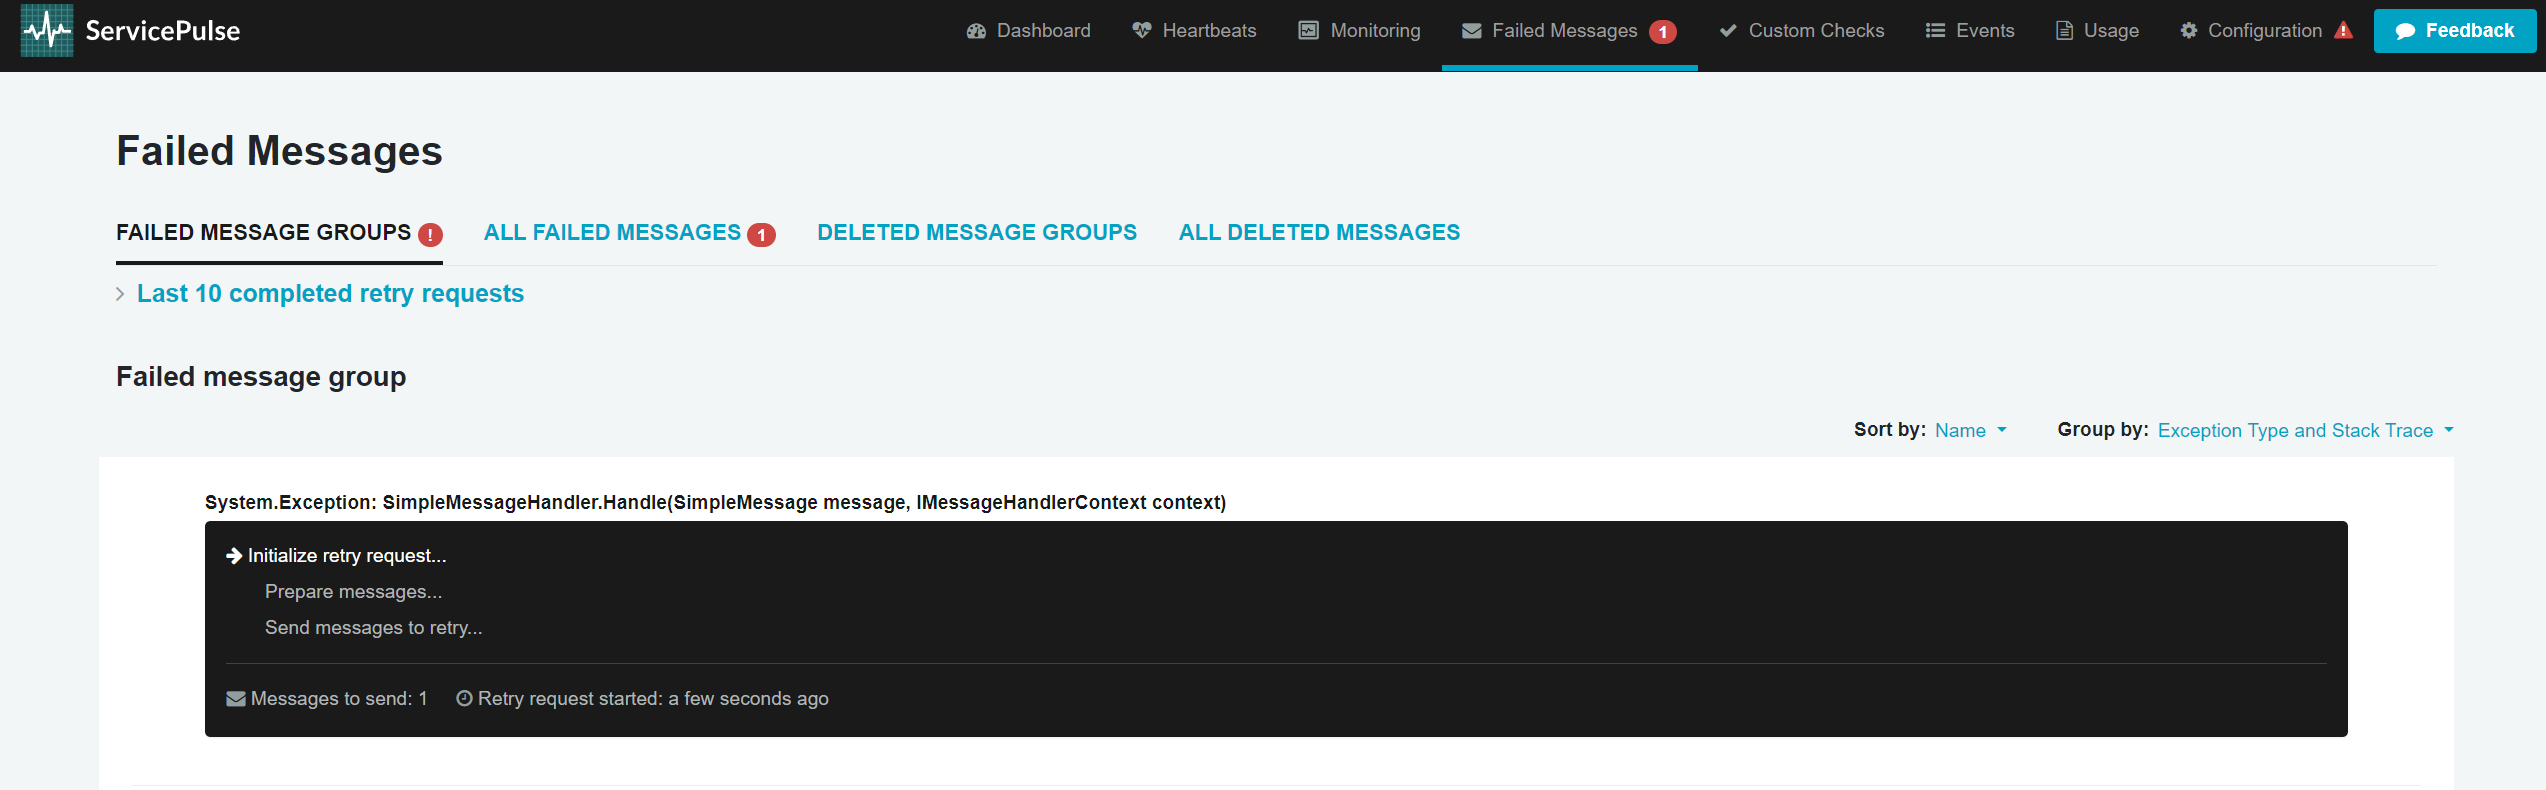 ServicePulse Dashboard Heartbeats Monitoring Failed Messages 1 Custom Checks Events Usage Configuration Feedback
Failed Messages
FAILED MESSAGE GROUPS ! ALL FAILED MESSAGES 1 DELETED MESSAGE GROUPS ALL DELETED MESSAGES
Last 10 completed retry requests
Failed message group
Sort by: Name Group by: Exception Type and Stack Trace
System.Exception: SimpleMessageHandler.Handle(SimpleMessage message, IMessageHandlerContext context)
Initialize retry request...
Prepare messages...
Send messages to retry...
Messages to send: 1 Retry request started: a few seconds ago